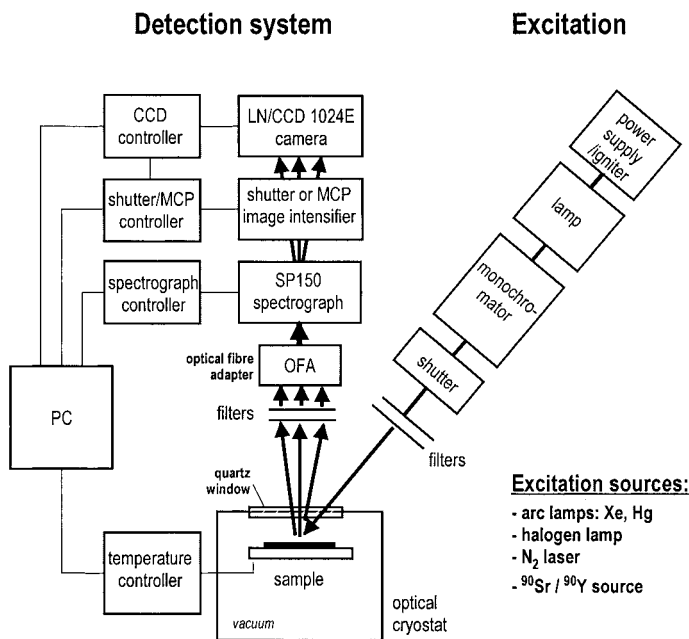 Detection system
Excitation
CCD
controller
LN/CCD 1024E
camera
power
supply
/igniter
shutter/MCP
controller
shutter or MCP
image intensifier
lamp
spectrograph
controller
SP150
spectrograph
monochro-
mator
optical fibre
adapter
OFA
shutter
PC
filters
filters
quartz
window
temperature
controller
sample
vacuum
optical
cryostat
Excitation sources:
- arc lamps: Xe, Hg
- halogen lamp
- N₂ laser
- ⁹⁰Sr / ⁹⁰Y source